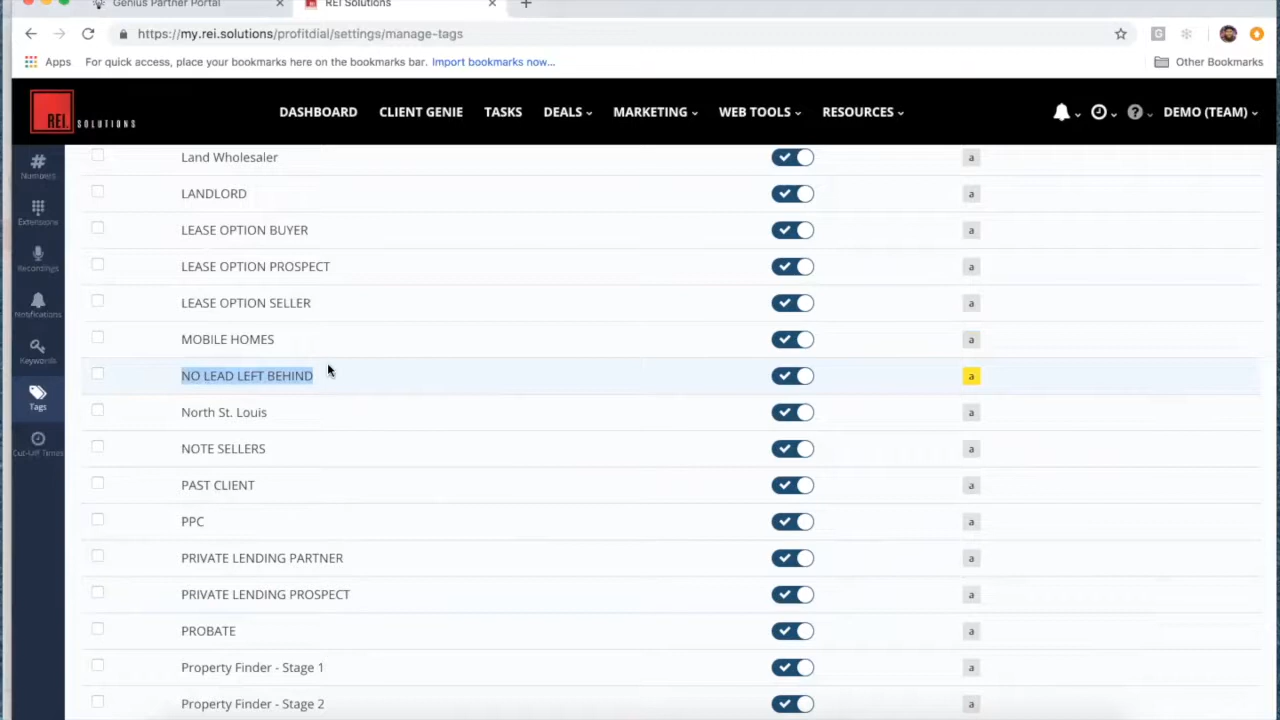 Genius Partner Portal
REI Solutions
https://my.rei.solutions/profitdial/settings/manage-tags
Apps For quick access, place your bookmarks here on the bookmarks bar. Import bookmarks now... Other Bookmarks
REI SOLUTIONS
DASHBOARD CLIENT GENIE TASKS DEALS MARKETING WEB TOOLS RESOURCES DEMO (TEAM)
Numbers
Extensions
Recordings
Notifications
Keywords
Tags
Cut-Off Times
Land Wholesaler a
LANDLORD a
LEASE OPTION BUYER a
LEASE OPTION PROSPECT a
LEASE OPTION SELLER a
MOBILE HOMES a
NO LEAD LEFT BEHIND a
North St. Louis a
NOTE SELLERS a
PAST CLIENT a
PPC a
PRIVATE LENDING PARTNER a
PRIVATE LENDING PROSPECT a
PROBATE a
Property Finder - Stage 1 a
Property Finder - Stage 2 a